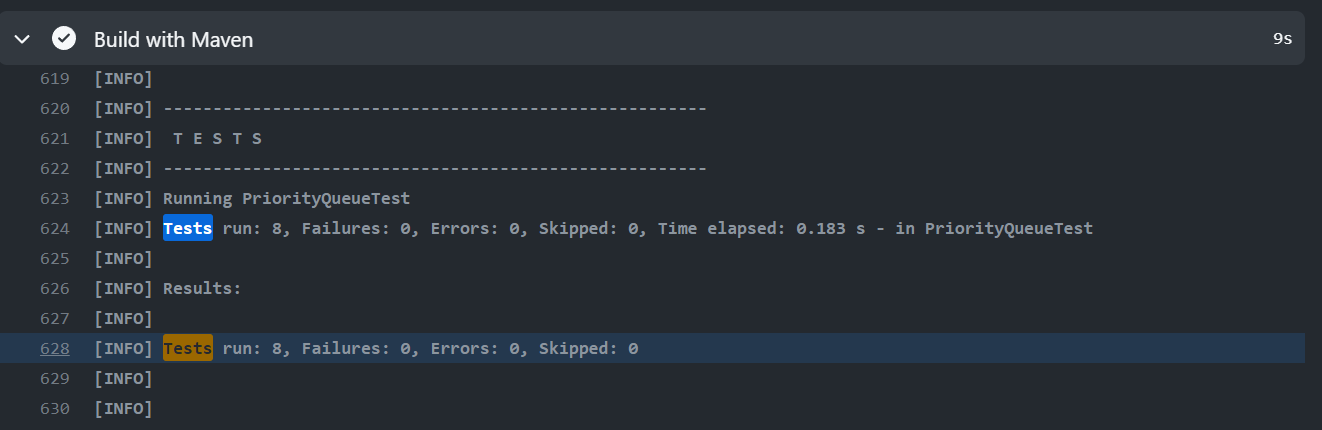 Build with Maven 9s
619 [INFO]
620 [INFO] -------------------------------------------------------
621 [INFO]  T E S T S
622 [INFO] -------------------------------------------------------
623 [INFO] Running PriorityQueueTest
624 [INFO] Tests run: 8, Failures: 0, Errors: 0, Skipped: 0, Time elapsed: 0.183 s - in PriorityQueueTest
625 [INFO]
626 [INFO] Results:
627 [INFO]
628 [INFO] Tests run: 8, Failures: 0, Errors: 0, Skipped: 0
629 [INFO]
630 [INFO]